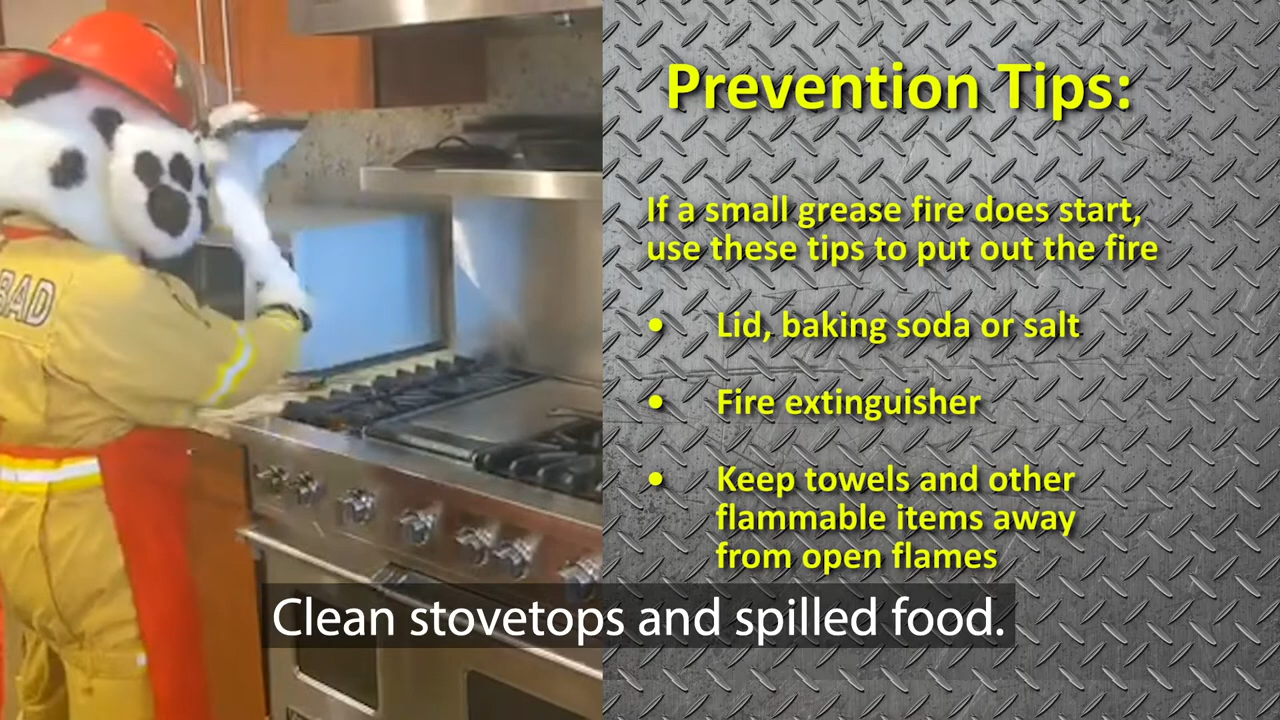 Prevention Tips:
If a small grease fire does start,
use these tips to put out the fire
• Lid, baking soda or salt
• Fire extinguisher
• Keep towels and other
flammable items away
from open flames
Clean stovetops and spilled food.